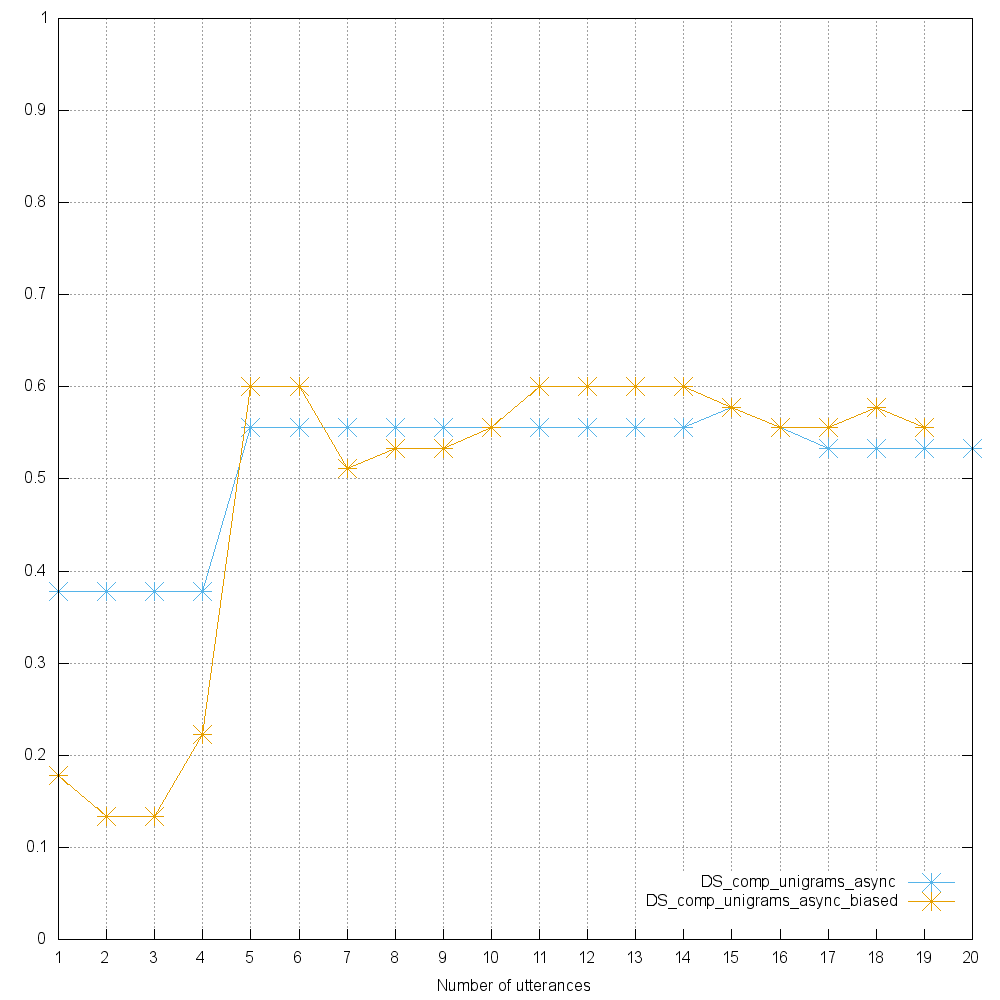 1
0.9
0.8
0.7
0.6
0.5
0.4
0.3
0.2
0.1
0
DS_comp_unigrams_async
DS_comp_unigrams_async_biased
1 2 3 4 5 6 7 8 9 10 11 12 13 14 15 16 17 18 19 20
Number of utterances